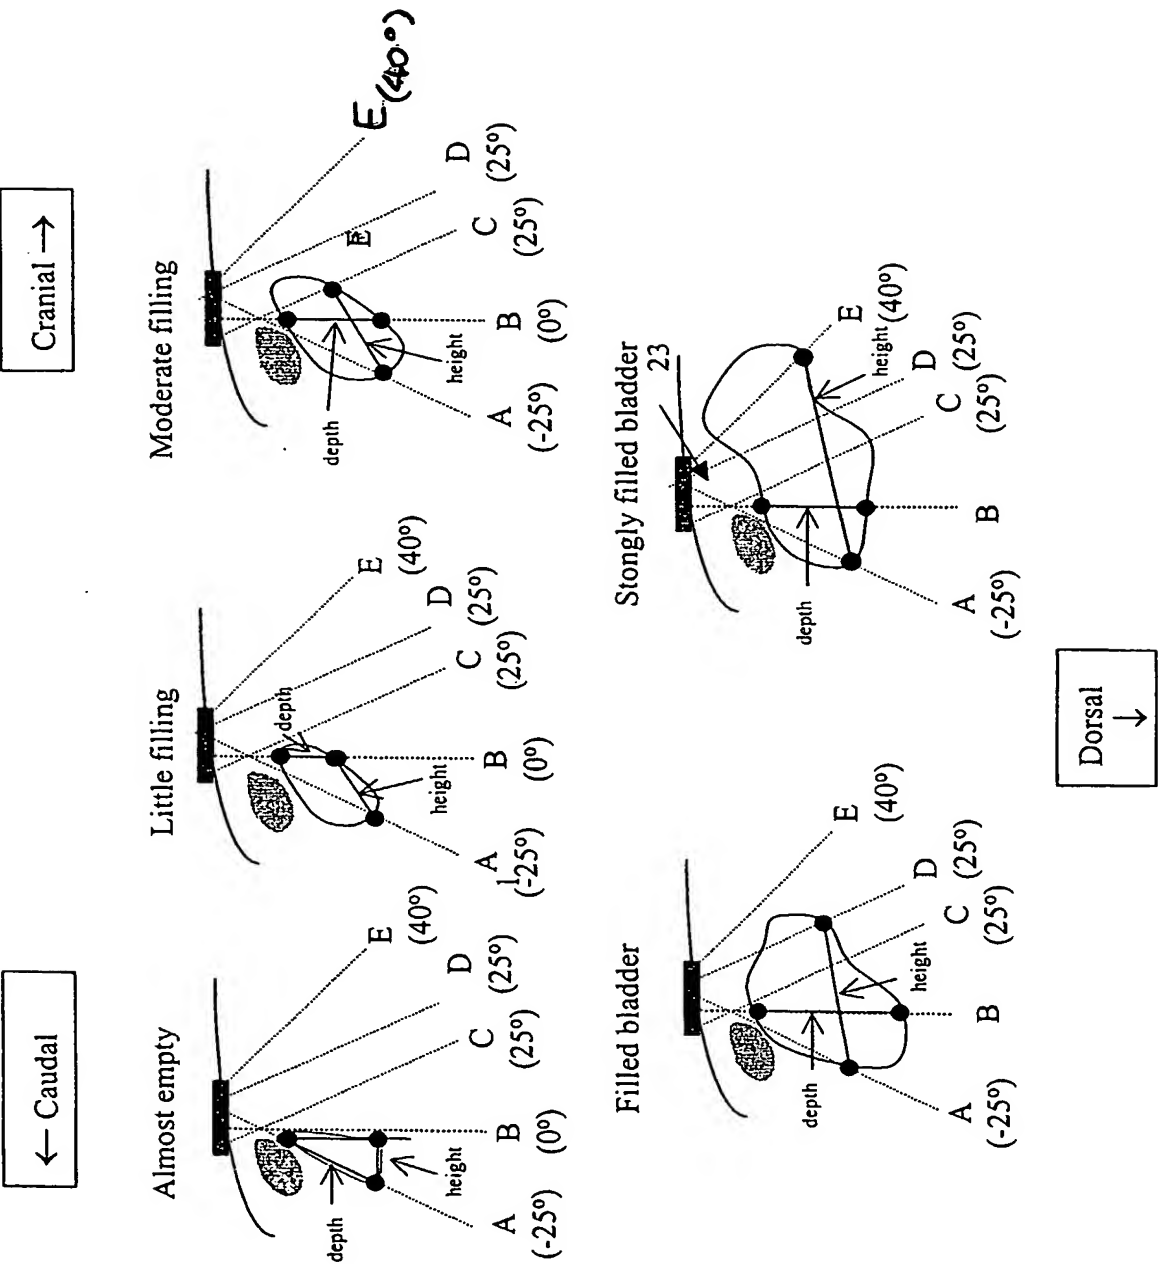 ← Caudal
Cranial →
Almost empty
E
(40°)
D
(25°)
C
(25°)
B
(0°)
A
(-25°)
depth
height
Little filling
E
(40°)
D
(25°)
C
(25°)
B
(0°)
A
(-25°)
depth
height
Moderate filling
E (40°)
D
(25°)
C
(25°)
E
B
(0°)
A
(-25°)
depth
height
Filled bladder
E
(40°)
D
(25°)
C
(25°)
B
A
(-25°)
depth
height
Stongly filled bladder
23
E
(40°)
D
(25°)
C
(25°)
B
A
(-25°)
depth
height
Dorsal
↓